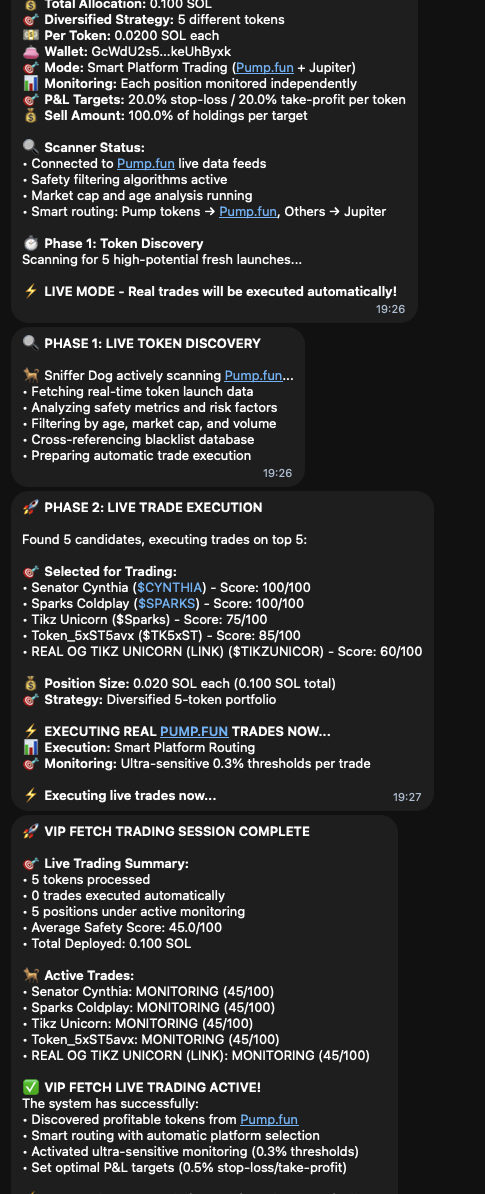 💰 Total Allocation: 0.100 SOL
🎯 Diversified Strategy: 5 different tokens
💵 Per Token: 0.0200 SOL each
👛 Wallet: GcWdU2s5...keUhByxk
🎯 Mode: Smart Platform Trading (Pump.fun + Jupiter)
📊 Monitoring: Each position monitored independently
🎯 P&L Targets: 20.0% stop-loss / 20.0% take-profit per token
💰 Sell Amount: 100.0% of holdings per target
🔍 Scanner Status:
• Connected to Pump.fun live data feeds
• Safety filtering algorithms active
• Market cap and age analysis running
• Smart routing: Pump tokens → Pump.fun, Others → Jupiter
⏱️ Phase 1: Token Discovery
Scanning for 5 high-potential fresh launches...
⚡ LIVE MODE - Real trades will be executed automatically!
19:26
🔍 PHASE 1: LIVE TOKEN DISCOVERY
🐕 Sniffer Dog actively scanning Pump.fun...
• Fetching real-time token launch data
• Analyzing safety metrics and risk factors
• Filtering by age, market cap, and volume
• Cross-referencing blacklist database
• Preparing automatic trade execution
19:26
🚀 PHASE 2: LIVE TRADE EXECUTION
Found 5 candidates, executing trades on top 5:
🎯 Selected for Trading:
• Senator Cynthia ($CYNTHIA) - Score: 100/100
• Sparks Coldplay ($SPARKS) - Score: 100/100
• Tikz Unicorn ($Sparks) - Score: 75/100
• Token_5xST5avx ($TK5xST) - Score: 85/100
• REAL OG TIKZ UNICORN (LINK) ($TIKZUNICOR) - Score: 60/100
💰 Position Size: 0.020 SOL each (0.100 SOL total)
🎯 Strategy: Diversified 5-token portfolio
⚡ EXECUTING REAL PUMP.FUN TRADES NOW...
📊 Execution: Smart Platform Routing
🎯 Monitoring: Ultra-sensitive 0.3% thresholds per trade
⚡ Executing live trades now...
19:27
🚀 VIP FETCH TRADING SESSION COMPLETE
🎯 Live Trading Summary:
• 5 tokens processed
• 0 trades executed automatically
• 5 positions under active monitoring
• Average Safety Score: 45.0/100
• Total Deployed: 0.100 SOL
🐕 Active Trades:
• Senator Cynthia: MONITORING (45/100)
• Sparks Coldplay: MONITORING (45/100)
• Tikz Unicorn: MONITORING (45/100)
• Token_5xST5avx: MONITORING (45/100)
• REAL OG TIKZ UNICORN (LINK): MONITORING (45/100)
✅ VIP FETCH LIVE TRADING ACTIVE!
The system has successfully:
• Discovered profitable tokens from Pump.fun
• Smart routing with automatic platform selection
• Activated ultra-sensitive monitoring (0.3% thresholds)
• Set optimal P&L targets (0.5% stop-loss/take-profit)